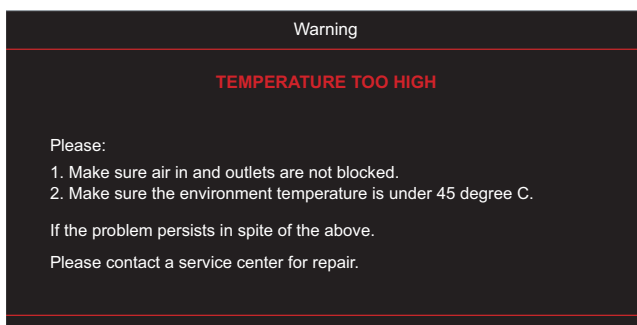 Warning
TEMPERATURE TOO HIGH
Please:
1. Make sure air in and outlets are not blocked.
2. Make sure the environment temperature is under 45 degree C.
If the problem persists in spite of the above.
Please contact a service center for repair.